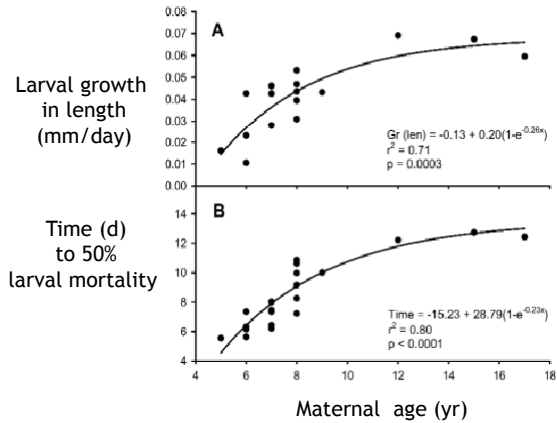 0.08
0.07
0.06
0.05
0.04
0.03
0.02
0.01
0.00
A
Larval growth
in length
(mm/day)
Gr (len) = -0.13 + 0.20(1-e^-0.26x)
r² = 0.71
p = 0.0003
14
12
10
8
6
4
B
Time (d)
to 50%
larval mortality
Time = -15.23 + 28.79(1-e^-0.23x)
r² = 0.80
p < 0.0001
4 6 8 10 12 14 16 18
Maternal age (yr)